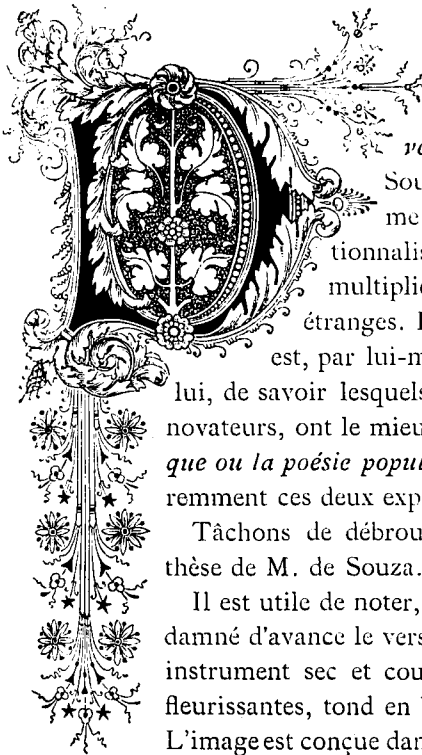 D
Sou
me
tionnalis
multiplic
étranges.
est, par lui-m
lui, de savoir lesquels
novateurs, ont le mieu
que ou la poésie popul
remment ces deux exp
Tâchons de débrou
thèse de M. de Souza.
Il est utile de noter,
damné d'avance le vers
instrument sec et cou
fleurissantes, tond en
L'image est conçue dan